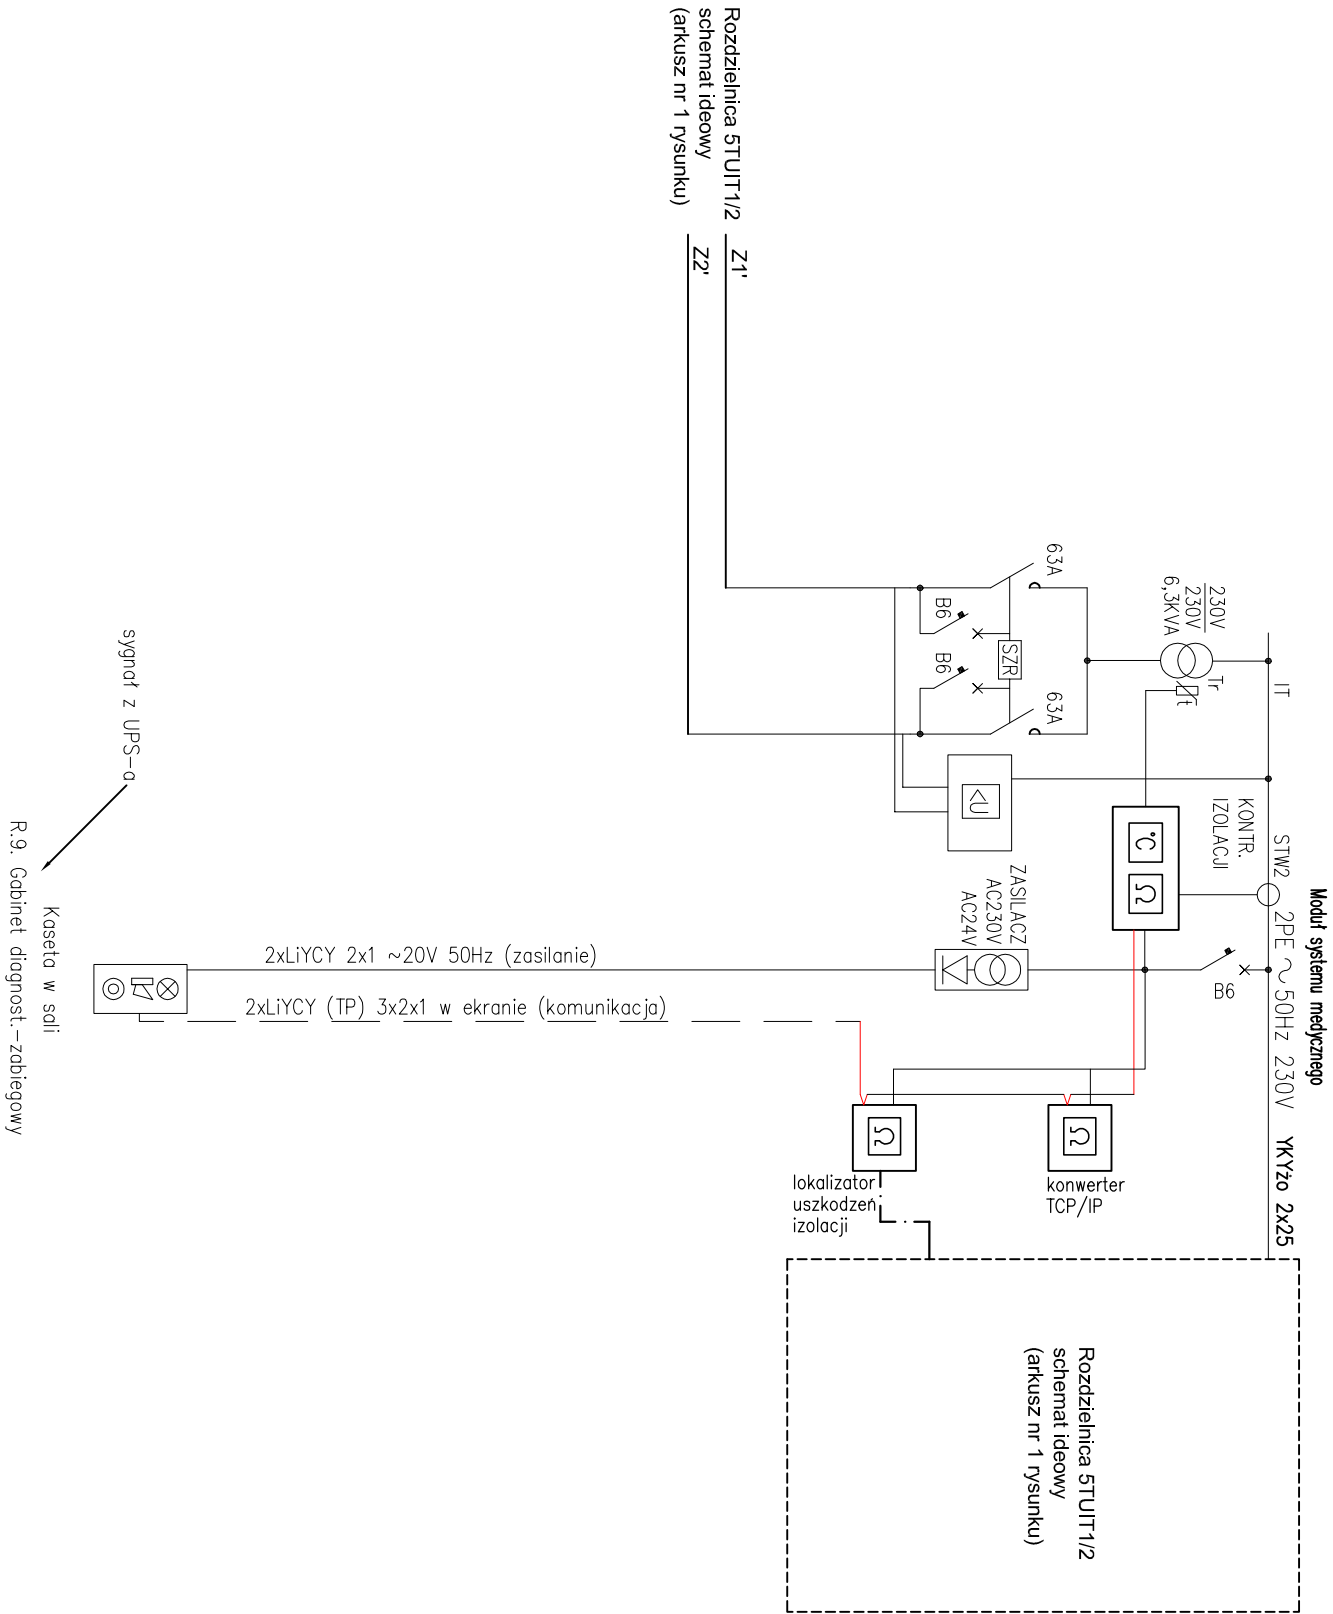 Moduł systemu medycznego
IT
STW2
2PE ~ 50Hz 230V
YKYżo 2x25
230V
230V
6,3KVA
Tr
t
KONTR.
IZOLACJI
°C
Ω
B6
63A
SZR
63A
B6
B6
<U
ZASILACZ
AC230V
AC24V
Ω
konwerter
TCP/IP
Ω
lokalizator
uszkodzeń
izolacji
Rozdzielnica 5TUIT1/2
schemat ideowy
(arkusz nr 1 rysunku)
Z1'
Z2'
Rozdzielnica 5TUIT1/2
schemat ideowy
(arkusz nr 1 rysunku)
2xLiYCY 2x1 ~20V 50Hz (zasilanie)
2xLiYCY (TP) 3x2x1 w ekranie (komunikacja)
sygnał z UPS-a
Kaseta w sali
R.9. Gabinet diagnost.-zabiegowy